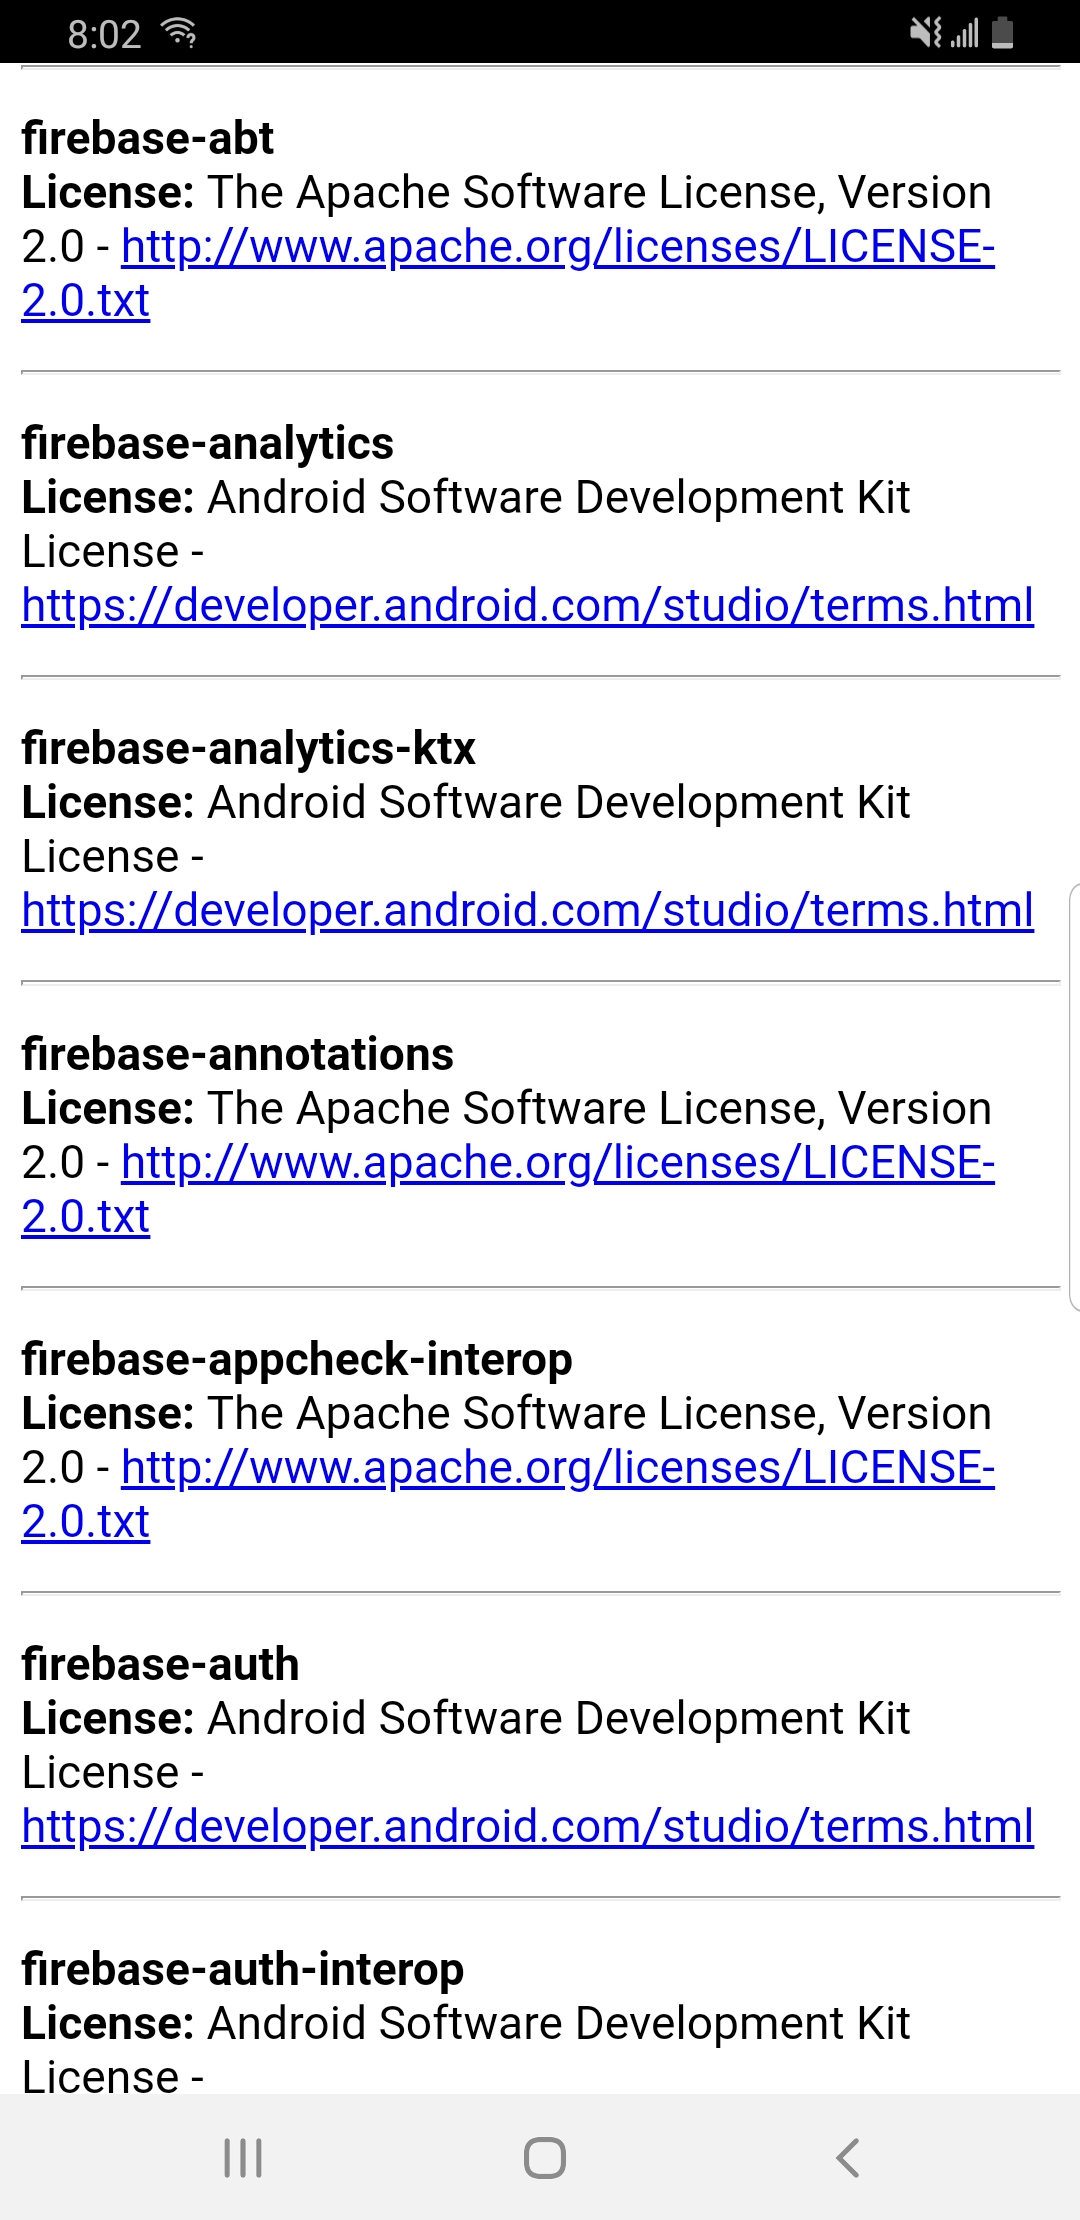 8:02
firebase-abt
License: The Apache Software License, Version
2.0 - http://www.apache.org/licenses/LICENSE-
2.0.txt
firebase-analytics
License: Android Software Development Kit
License -
https://developer.android.com/studio/terms.html
firebase-analytics-ktx
License: Android Software Development Kit
License -
https://developer.android.com/studio/terms.html
firebase-annotations
License: The Apache Software License, Version
2.0 - http://www.apache.org/licenses/LICENSE-
2.0.txt
firebase-appcheck-interop
License: The Apache Software License, Version
2.0 - http://www.apache.org/licenses/LICENSE-
2.0.txt
firebase-auth
License: Android Software Development Kit
License -
https://developer.android.com/studio/terms.html
firebase-auth-interop
License: Android Software Development Kit
License -